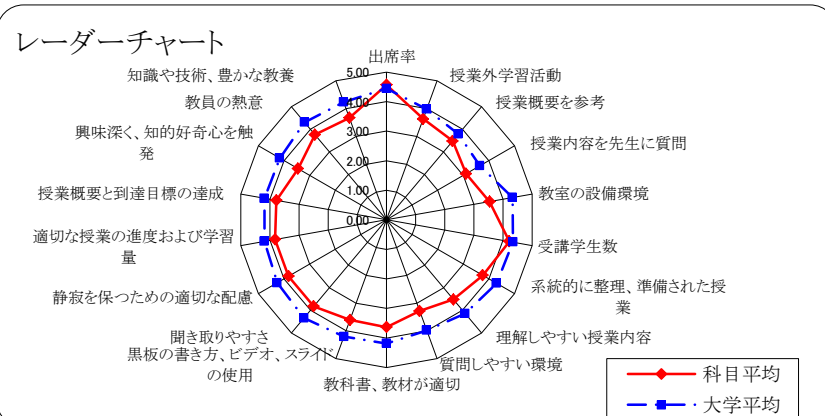 レーダーチャート
出席率
授業外学習活動
授業概要を参考
授業内容を先生に質問
教室の設備環境
受講学生数
系統的に整理、準備された授
業
理解しやすい授業内容
質問しやすい環境
教科書、教材が適切
黒板の書き方、ビデオ、スライド
の使用
聞き取りやすさ
静寂を保つための適切な配慮
適切な授業の進度および学習
量
授業概要と到達目標の達成
興味深く、知的好奇心を触
発
教員の熱意
知識や技術、豊かな教養
5.00
4.00
3.00
2.00
1.00
0.00
科目平均
大学平均